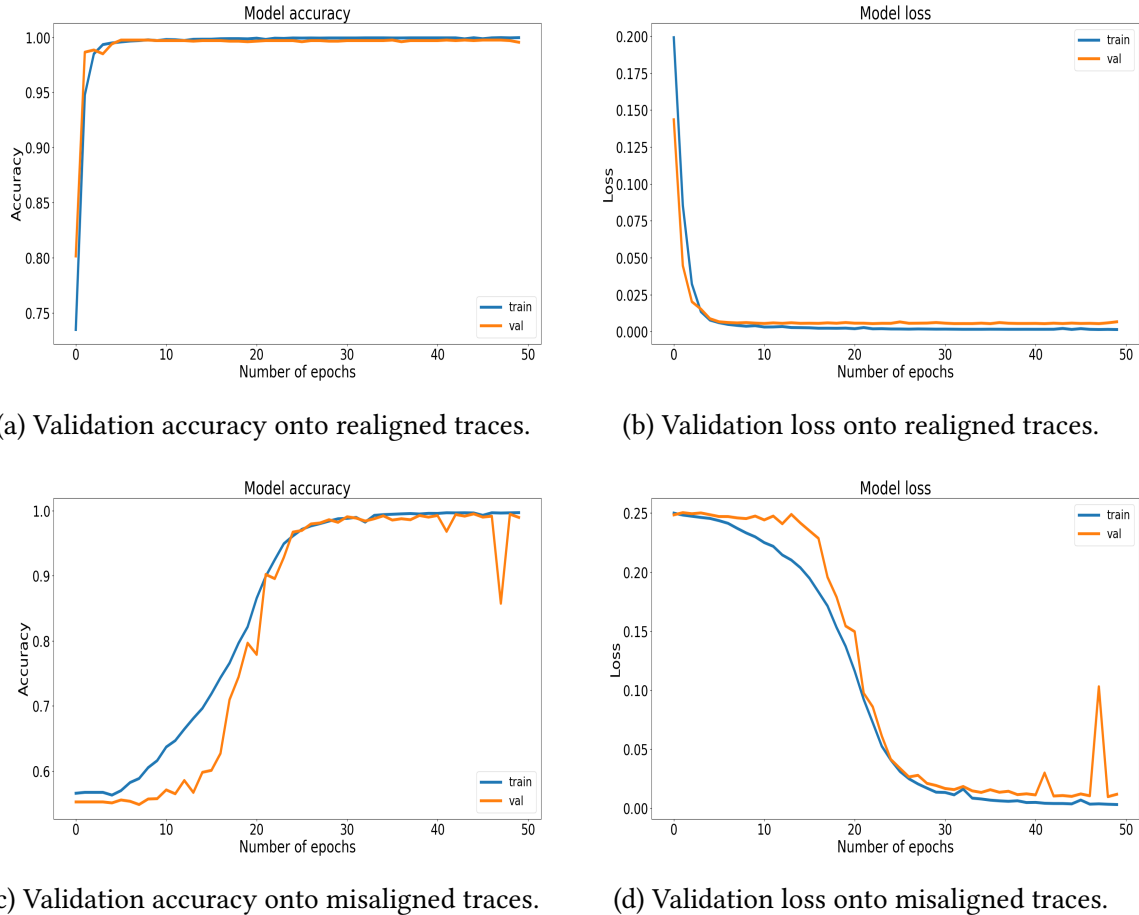 Model accuracy
1.00
0.95
0.90
0.85
0.80
0.75
Accuracy
train
val
0 10 20 30 40 50
Number of epochs
Model loss
0.200
0.175
0.150
0.125
0.100
0.075
0.050
0.025
0.000
Loss
train
val
0 10 20 30 40 50
Number of epochs
a) Validation accuracy onto realigned traces.
(b) Validation loss onto realigned traces.
Model accuracy
1.0
0.9
0.8
0.7
0.6
Accuracy
train
val
0 10 20 30 40 50
Number of epochs
Model loss
0.25
0.20
0.15
0.10
0.05
0.00
Loss
train
val
0 10 20 30 40 50
Number of epochs
c) Validation accuracy onto misaligned traces.
(d) Validation loss onto misaligned traces.